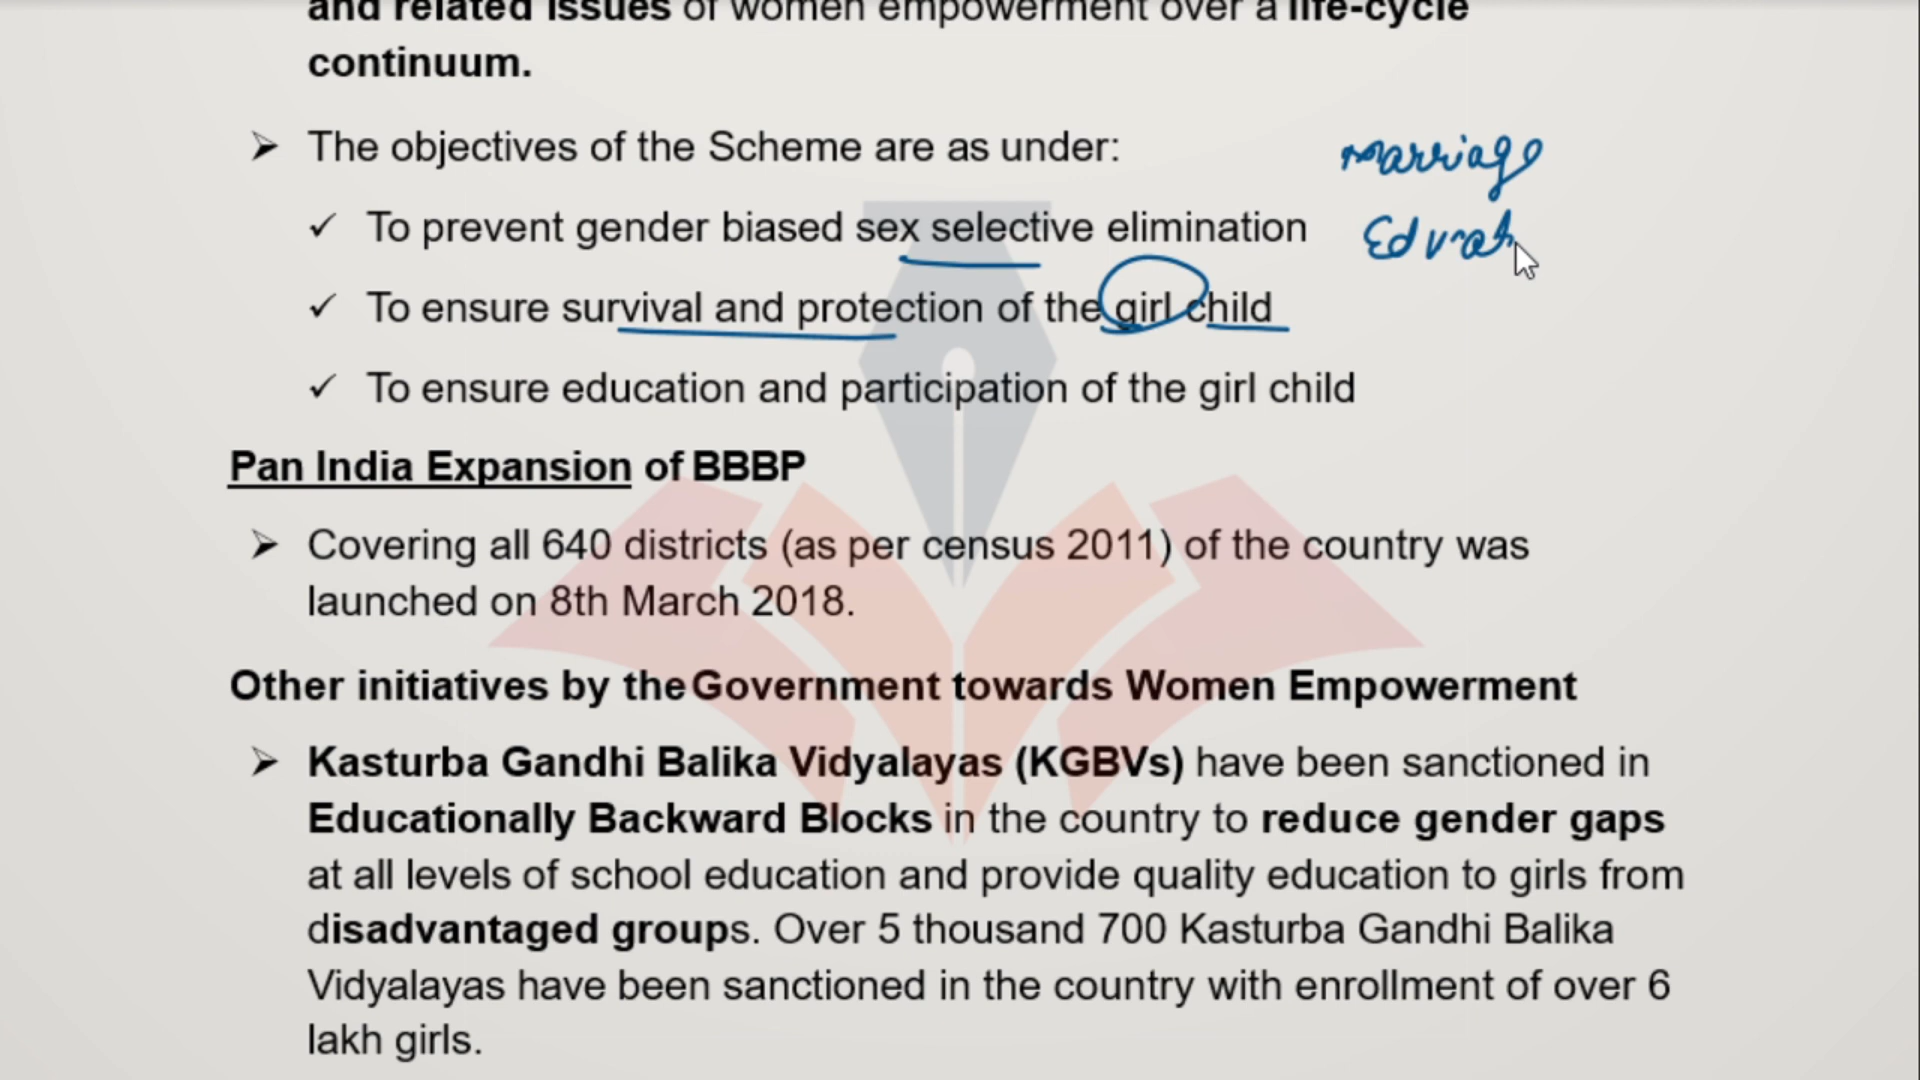 and related issues of women empowerment over a life-cycle
continuum.
➤ The objectives of the Scheme are as under:
marriage
✓ To prevent gender biased sex selective elimination
Educat
✓ To ensure survival and protection of the girl child
✓ To ensure education and participation of the girl child
Pan India Expansion of BBBP
➤ Covering all 640 districts (as per census 2011) of the country was
launched on 8th March 2018.
Other initiatives by the Government towards Women Empowerment
➤ Kasturba Gandhi Balika Vidyalayas (KGBVs) have been sanctioned in
Educationally Backward Blocks in the country to reduce gender gaps
at all levels of school education and provide quality education to girls from
disadvantaged groups. Over 5 thousand 700 Kasturba Gandhi Balika
Vidyalayas have been sanctioned in the country with enrollment of over 6
lakh girls.